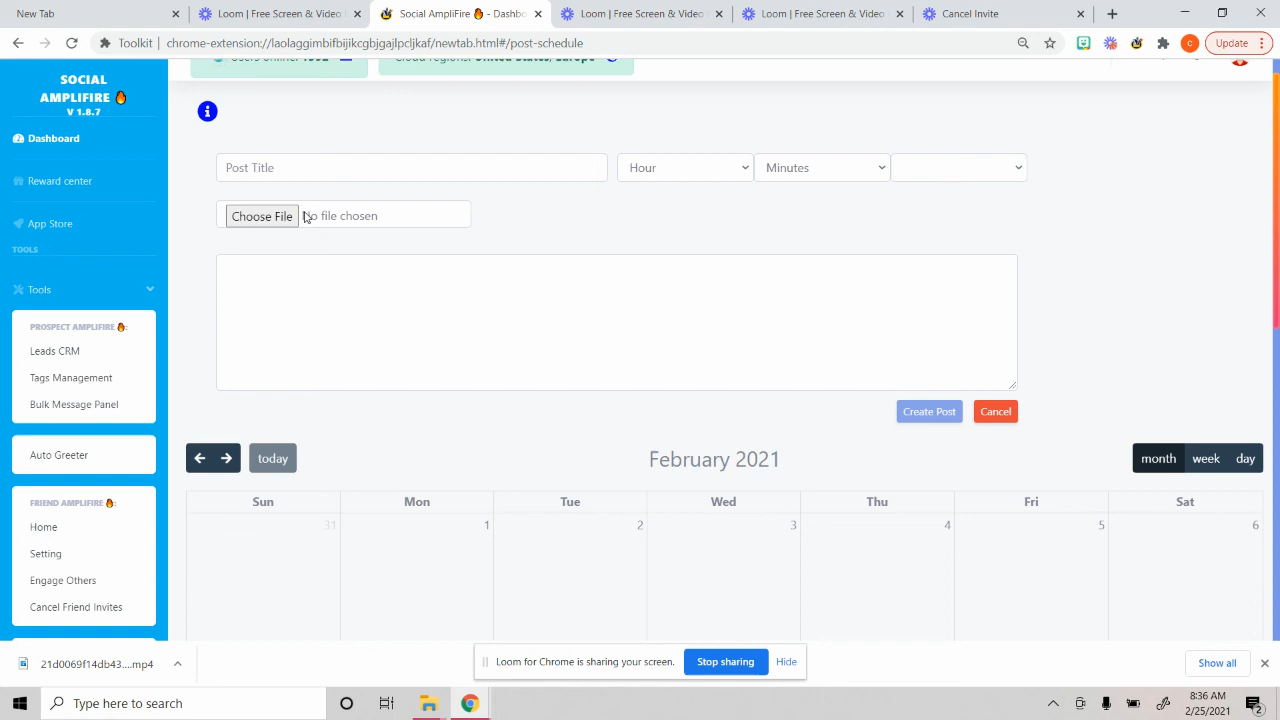 New Tab
Loom | Free Screen & Video
Social Amplifire 🔥 - Dashbo
Loom | Free Screen & Video
Loom | Free Screen & Video
Cancel Invite
Toolkit | chrome-extension://laolaggimbifbijikcgbjgajlpcljkaf/newtab.html#/post-schedule
C
Update
SOCIAL
AMPLIFIRE 🔥
V 1.8.7
Users Online: 1992
Cloud regions: United States, Europe
Dashboard
Post Title
Hour
Minutes
Reward center
Choose File
No file chosen
App Store
TOOLS
Tools
PROSPECT AMPLIFIRE 🔥:
Leads CRM
Tags Management
Bulk Message Panel
Create Post
Cancel
Auto Greeter
today
February 2021
month
week
day
FRIEND AMPLIFIRE 🔥:
Home
Setting
Engage Others
Cancel Friend Invites
Sun
Mon
Tue
Wed
Thu
Fri
Sat
31
1
2
3
4
5
6
21d0069f14db43....mp4
Loom for Chrome is sharing your screen.
Stop sharing
Hide
Show all
Type here to search
8:36 AM
2/25/2021
2